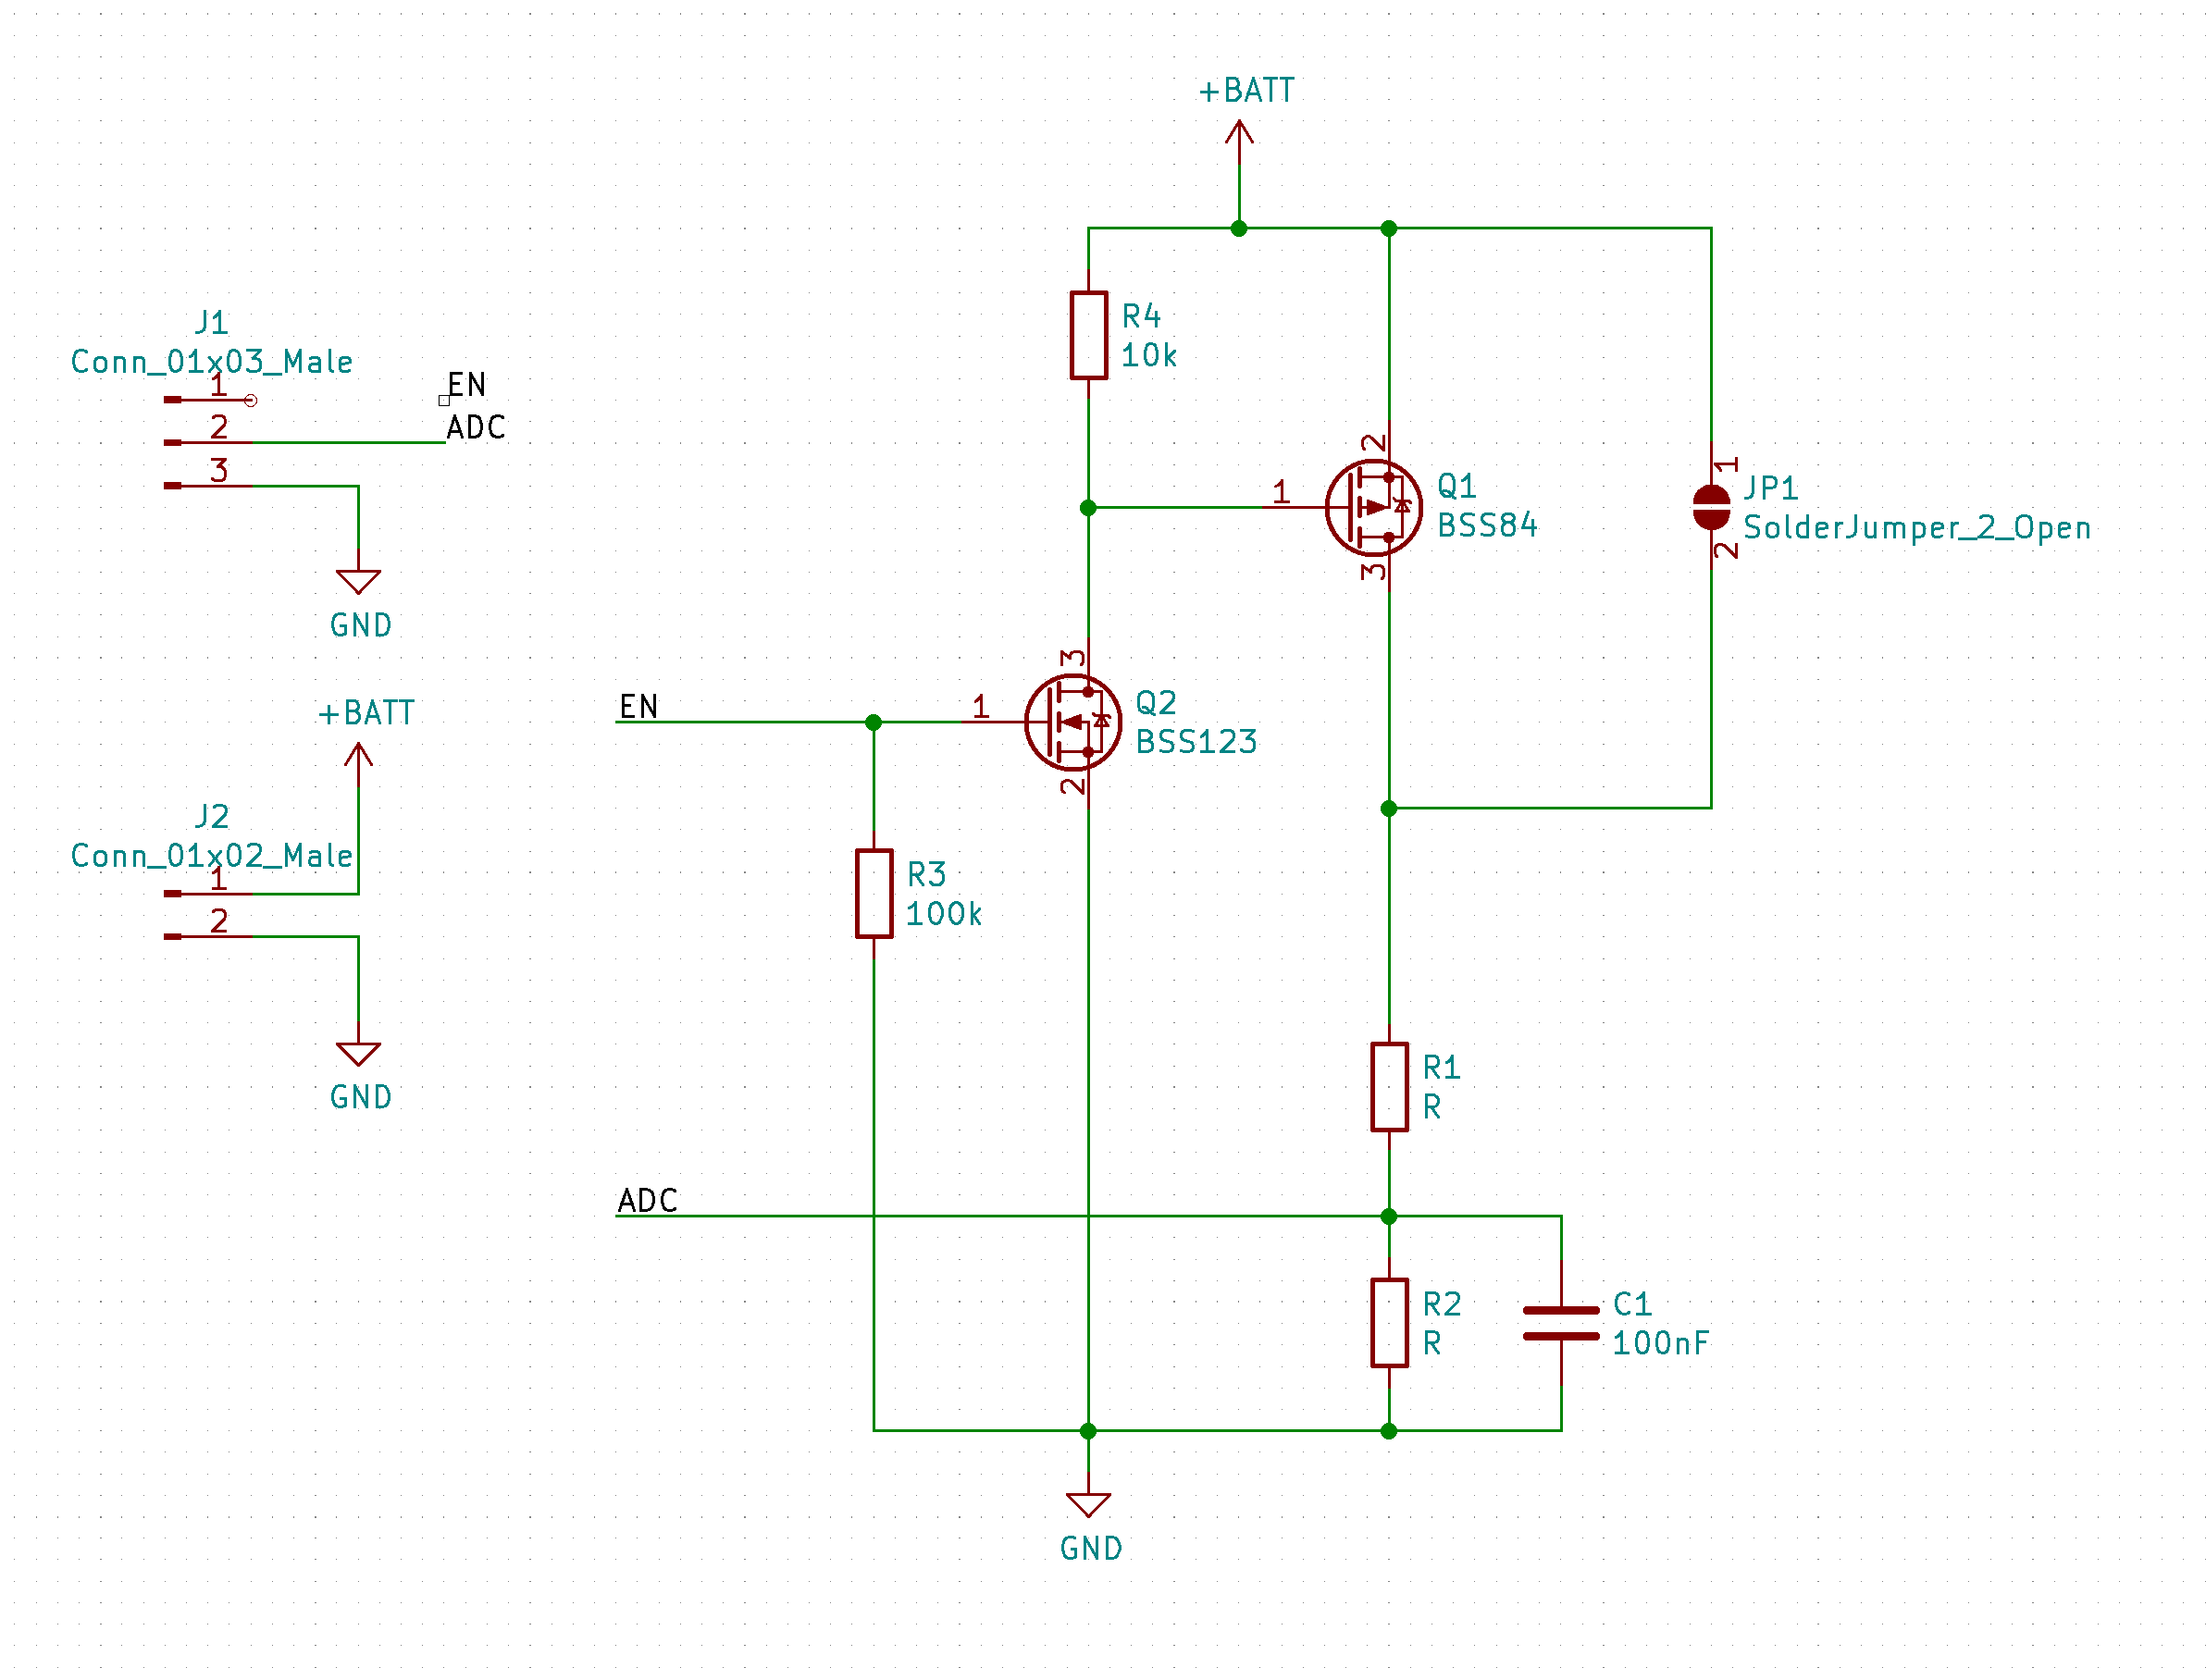 +BATT
R4
10k
J1
Conn_01x03_Male
1
EN
2
ADC
3
GND
2
1
Q1
BSS84
3
1
JP1
SolderJumper_2_Open
2
+BATT
J2
Conn_01x02_Male
1
2
GND
EN
3
1
Q2
BSS123
2
R3
100k
R1
R
ADC
R2
R
C1
100nF
GND